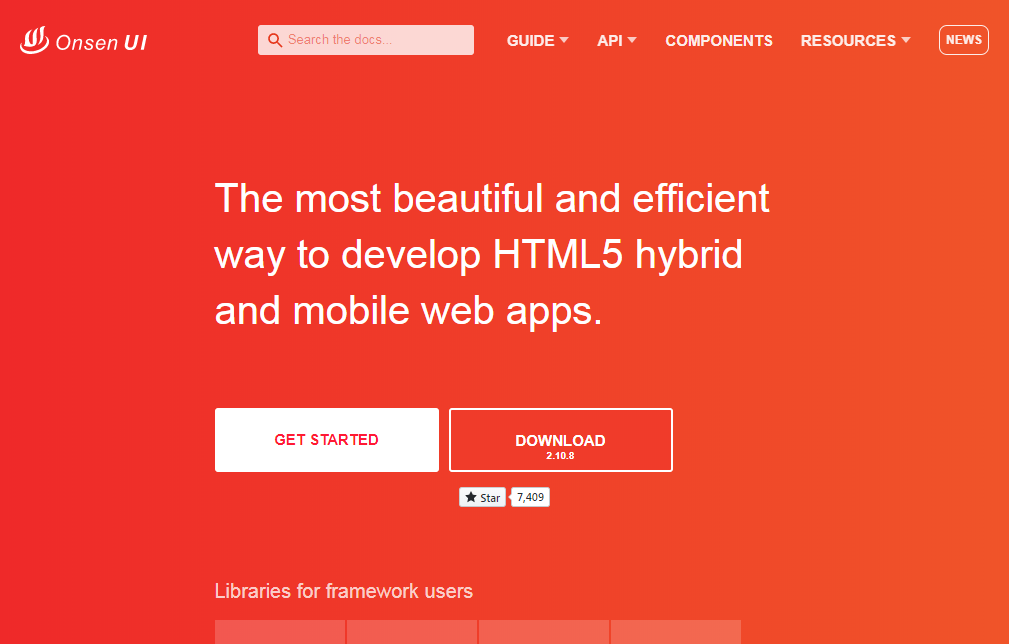 Onsen UI
Search the docs...
GUIDE
API
COMPONENTS
RESOURCES
NEWS
The most beautiful and efficient
way to develop HTML5 hybrid
and mobile web apps.
GET STARTED
DOWNLOAD
2.10.8
Star
7,409
Libraries for framework users